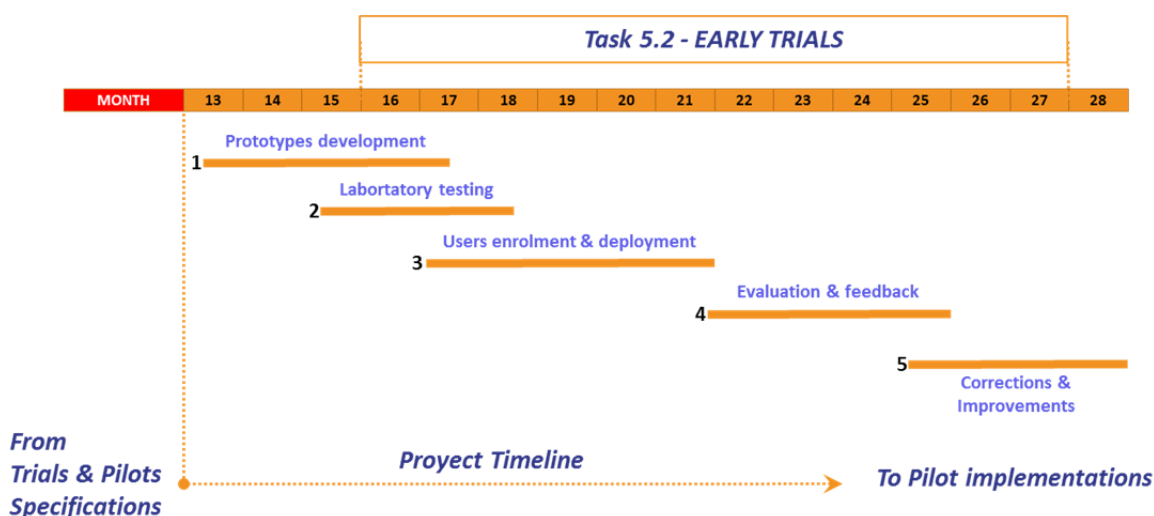 Task 5.2 - EARLY TRIALS
MONTH 13 14 15 16 17 18 19 20 21 22 23 24 25 26 27 28
Prototypes development
1
Labortatory testing
2
Users enrolment & deployment
3
Evaluation & feedback
4
5
Corrections &
Improvements
From
Trials & Pilots
Specifications
Proyect Timeline
To Pilot implementations